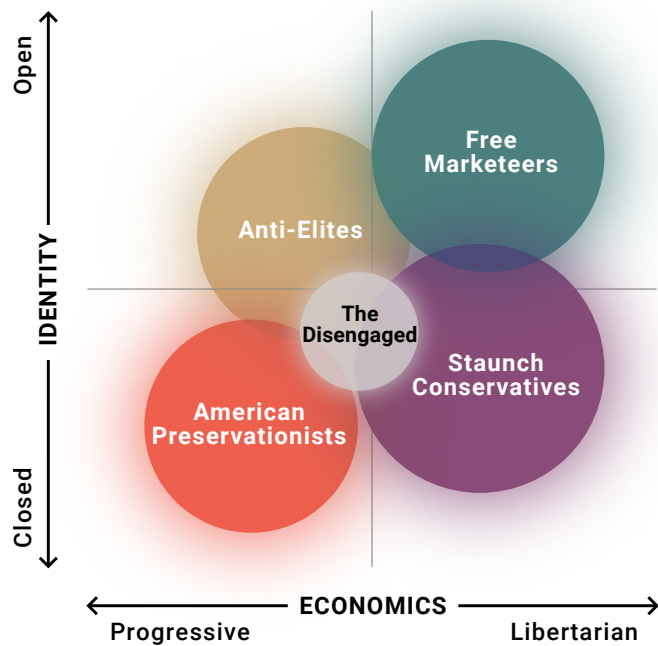 Open
Free
Marketeers
Anti-Elites
IDENTITY
The
Disengaged
Staunch
Conservatives
American
Preservationists
Closed
ECONOMICS
Progressive
Libertarian